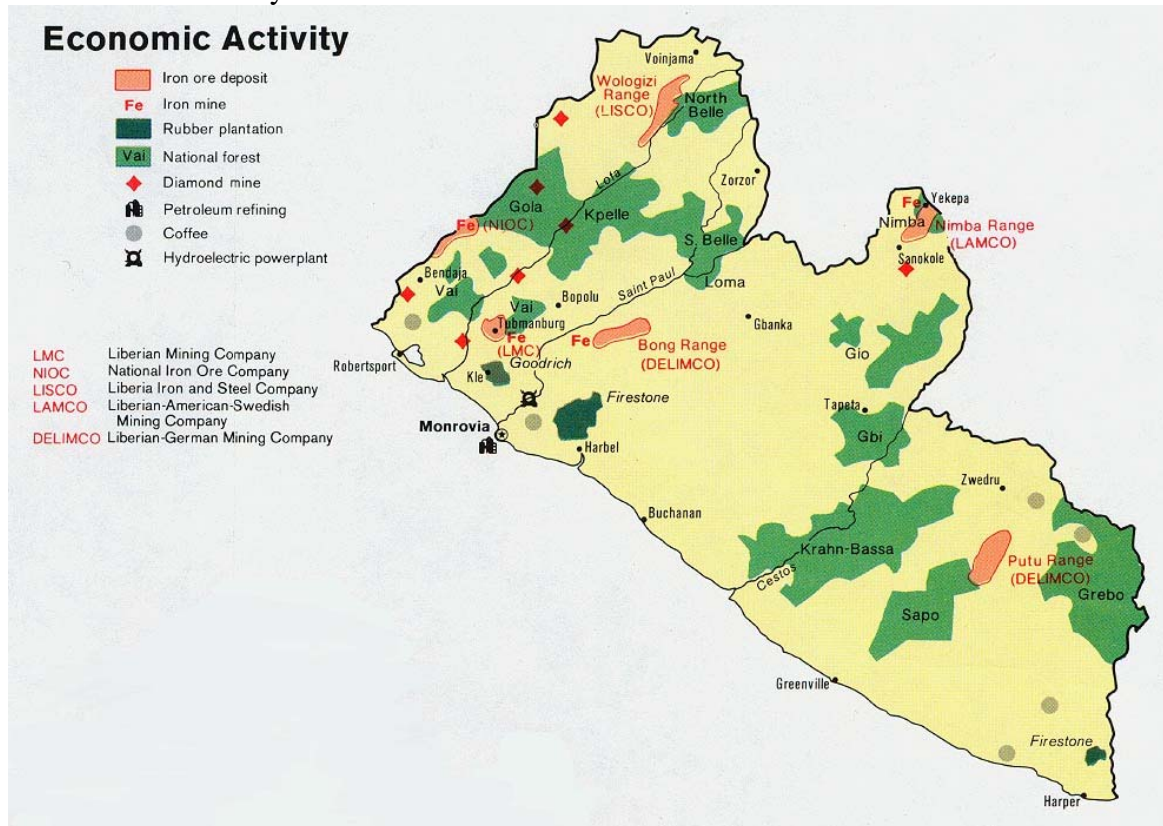 Economic Activity
Iron ore deposit
Fe Iron mine
Rubber plantation
Vai National forest
Diamond mine
Petroleum refining
Coffee
Hydroelectric powerplant
LMC Liberian Mining Company
NIOC National Iron Ore Company
LISCO Liberia Iron and Steel Company
LAMCO Liberian-American-Swedish
Mining Company
DELIMCO Liberian-German Mining Company
Voinjama
Wologizi
Range
(LISCO)
North
Belle
Zorzor
Lofa
Gola
Kpelle
Fe (NIOC)
S. Belle
Loma
Fe
Yekepa
Nimba
Nimba Range
(LAMCO)
Sanokole
Bendaja
Vai
Vai
Bopolu
Saint Paul
Tubmanburg
Fe
(LMC)
Fe
Bong Range
(DELIMCO)
Gbanka
Gio
Robertsport
Goodrich
Kle
Firestone
Monrovia
Harbel
Tapeta
Gbi
Zwedru
Buchanan
Krahn-Bassa
Cestos
Putu Range
(DELIMCO)
Grebo
Sapo
Greenville
Firestone
Harper